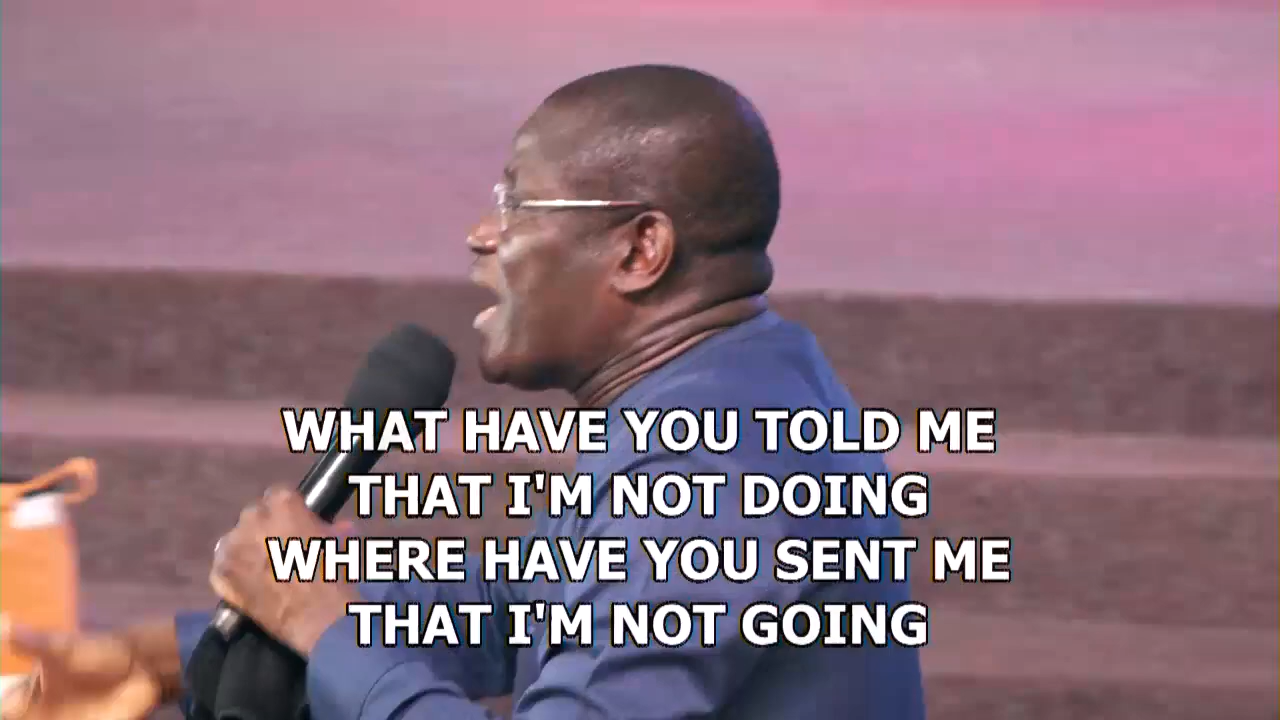 WHAT HAVE YOU TOLD ME
THAT I'M NOT DOING
WHERE HAVE YOU SENT ME
THAT I'M NOT GOING